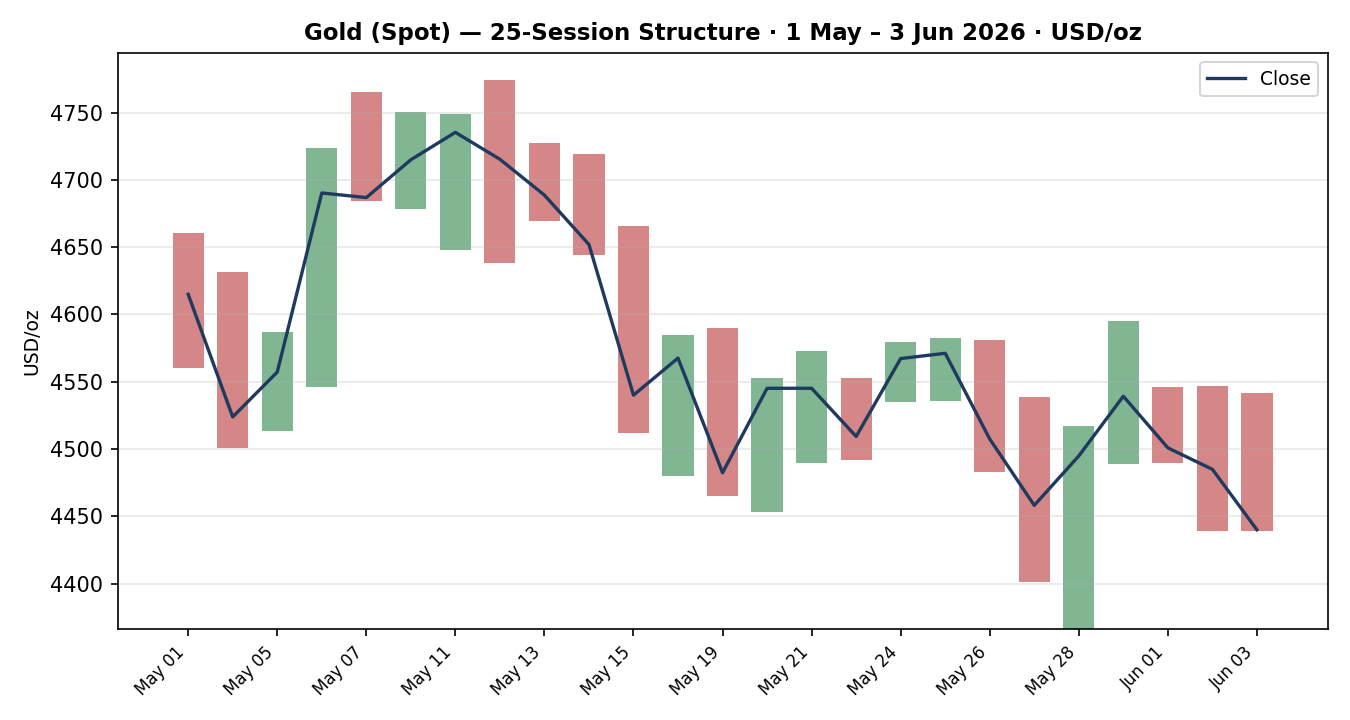 Gold (Spot) — 25-Session Structure · 1 May – 3 Jun 2026 · USD/oz
Close
USD/oz
4750
4700
4650
4600
4550
4500
4450
4400
May 01
May 05
May 07
May 11
May 13
May 15
May 19
May 21
May 24
May 26
May 28
Jun 01
Jun 03